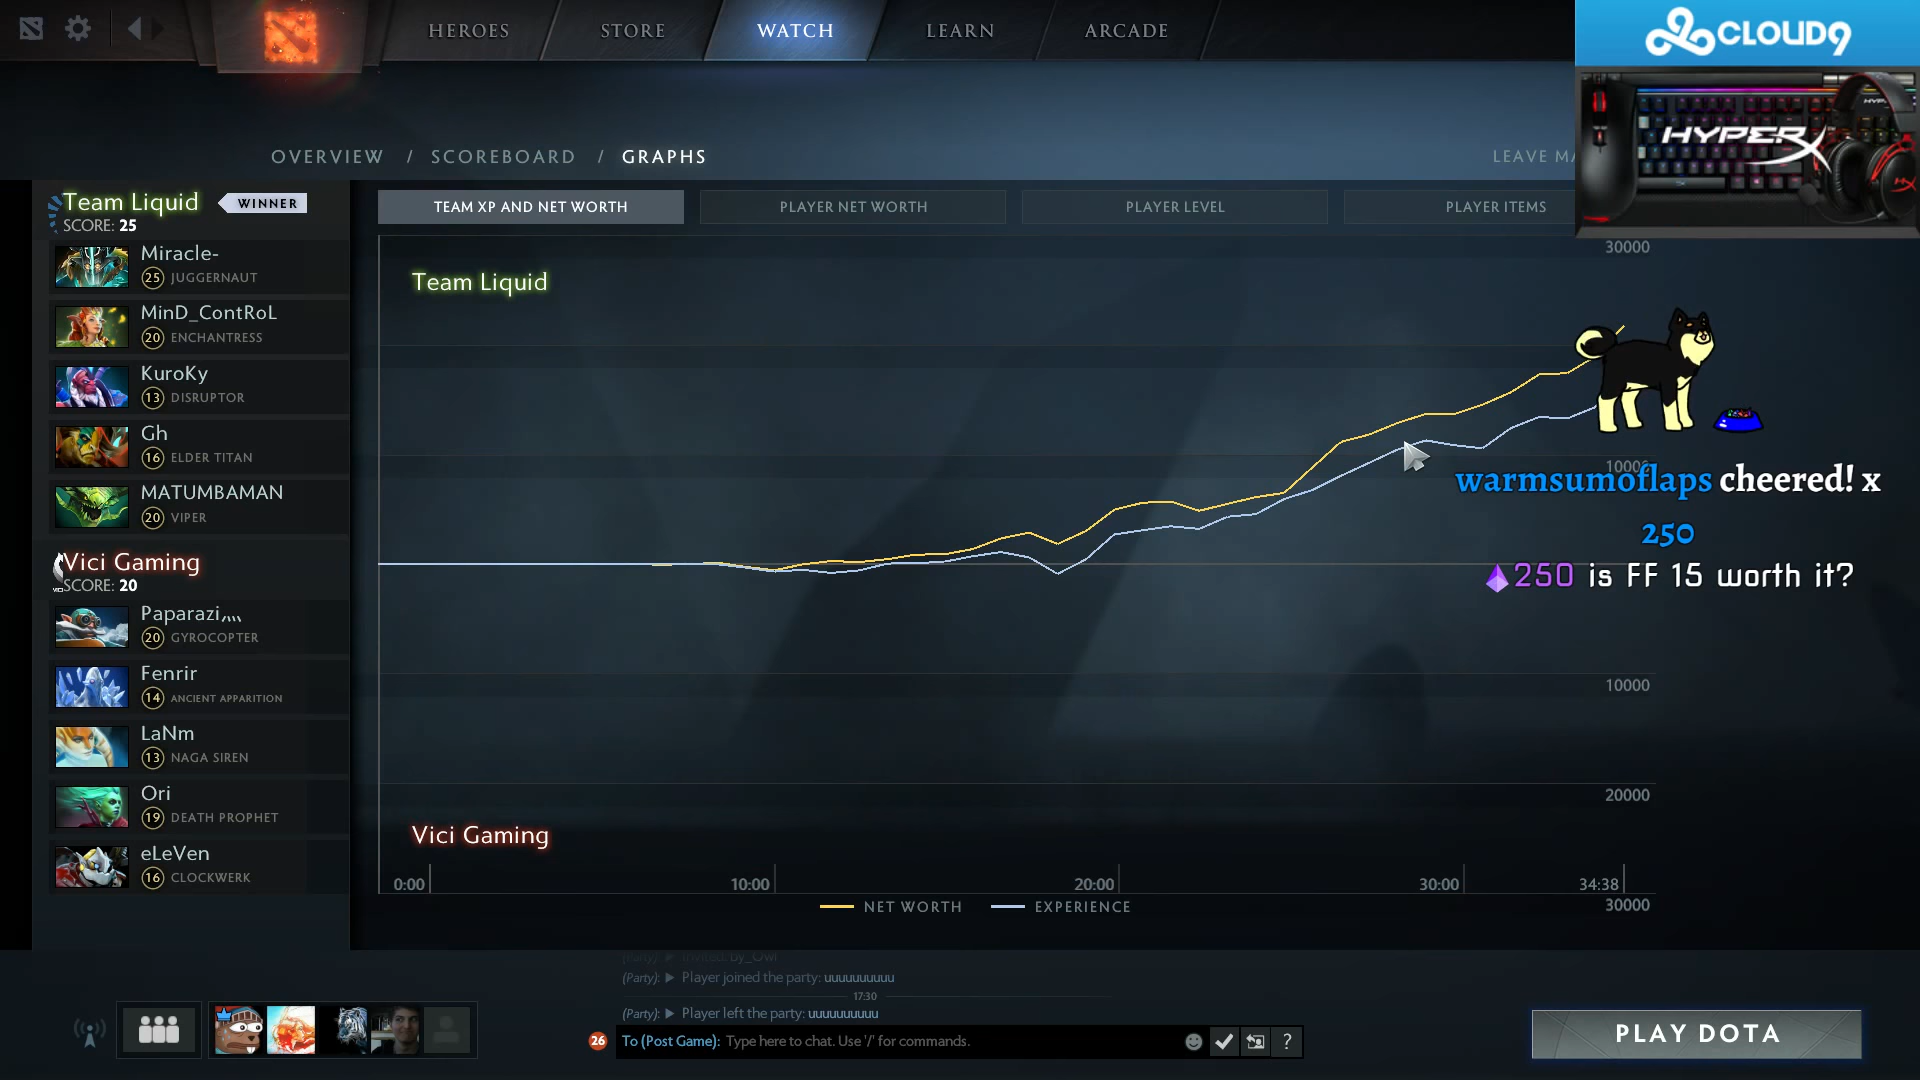 HEROES
STORE
WATCH
LEARN
ARCADE
CLOUD9
HYPERX
OVERVIEW / SCOREBOARD / GRAPHS
LEAVE MA
Team Liquid WINNER
SCORE: 25
TEAM XP AND NET WORTH
PLAYER NET WORTH
PLAYER LEVEL
PLAYER ITEMS
Miracle-
25 JUGGERNAUT
MinD_ContRoL
20 ENCHANTRESS
KuroKy
13 DISRUPTOR
Gh
16 ELDER TITAN
MATUMBAMAN
20 VIPER
Vici Gaming
SCORE: 20
Paparazi灬
20 GYROCOPTER
Fenrir
14 ANCIENT APPARITION
LaNm
13 NAGA SIREN
Ori
19 DEATH PROPHET
eLeVen
16 CLOCKWERK
Team Liquid
30000
10000
warmsumoflaps cheered! x
250
250 is FF 15 worth it?
10000
20000
Vici Gaming
0:00
10:00
20:00
30:00
34:38
30000
NET WORTH
EXPERIENCE
(Party): Invited: By_Owl
(Party): Player joined the party: uuuuuuuuuu
17:30
(Party): Player left the party: uuuuuuuuuu
26
To (Post Game): Type here to chat. Use '/' for commands.
?
PLAY DOTA